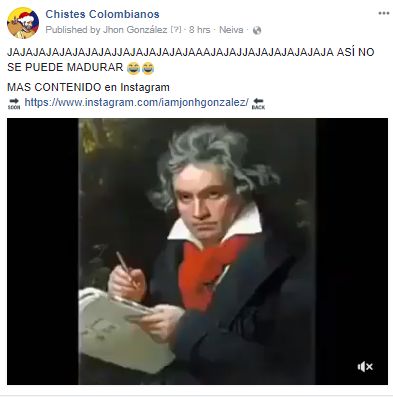 Chistes Colombianos
Published by Jhon González [?] · 8 hrs · Neiva ·
JAJAJAJAJAJAJAJAJJAJAJAJAJAJAAAJAJAJJAJAJAJAJAJAJA ASÍ NO
SE PUEDE MADURAR 😂😂
MAS CONTENIDO en Instagram
🔜 https://www.instagram.com/iamjonhgonzalez/ 🔙